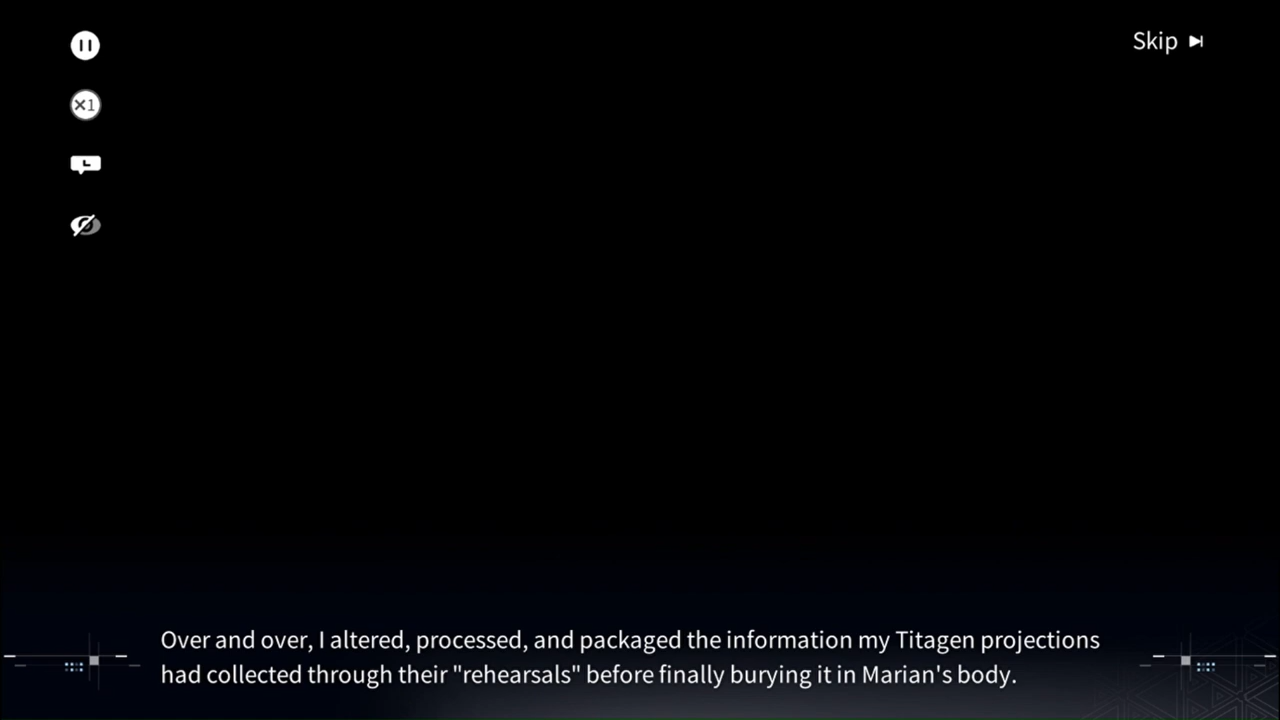 Skip
×1
Over and over, I altered, processed, and packaged the information my Titagen projections
had collected through their "rehearsals" before finally burying it in Marian's body.